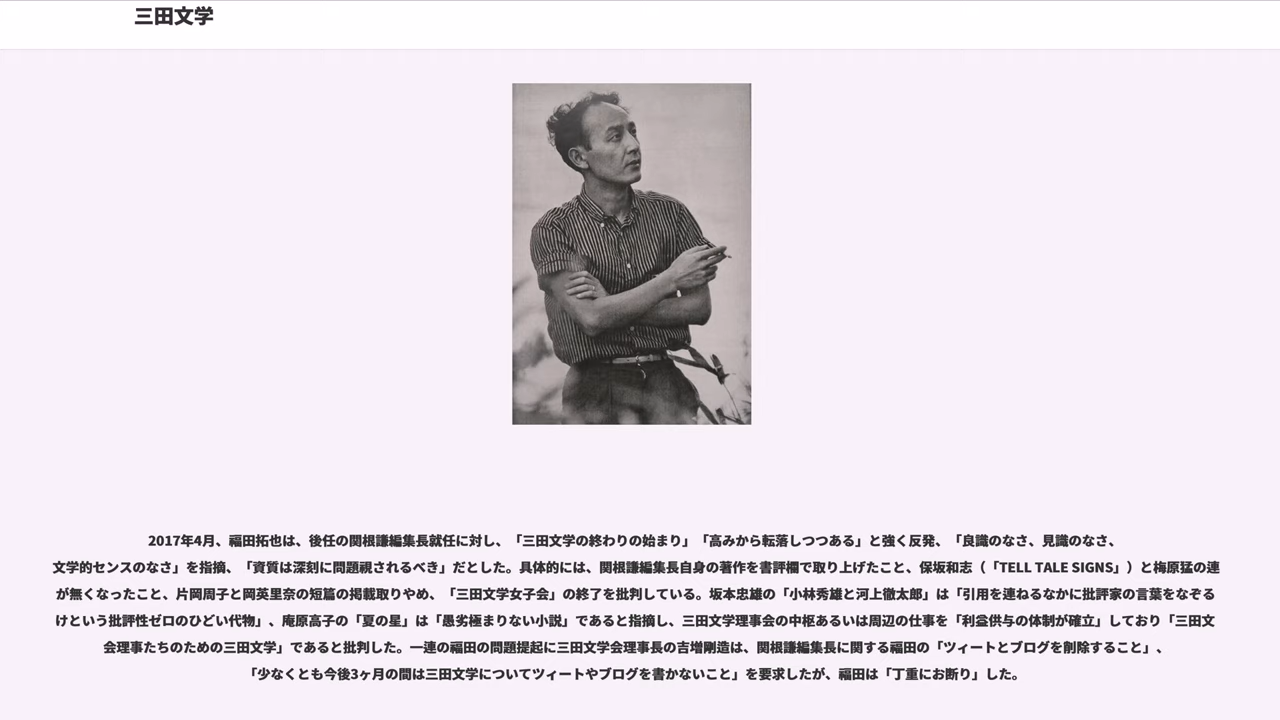 三田文学
2017年4月、福田拓也は、後任の関根謙編集長就任に対し、「三田文学の終わりの始まり」「高みから転落しつつある」と強く反発、「良識のなさ、見識のなさ、
文学的センスのなさ」を指摘、「資質は深刻に問題視されるべき」だとした。具体的には、関根謙編集長自身の著作を書評欄で取り上げたこと、保坂和志（「TELL TALE SIGNS」）と梅原猛の連
が無くなったこと、片岡周子と岡英里奈の短篇の掲載取りやめ、「三田文学女子会」の終了を批判している。坂本忠雄の「小林秀雄と河上徹太郎」は「引用を連ねるなかに批評家の言葉をなぞる
けという批評性ゼロのひどい代物」、庵原高子の「夏の星」は「愚劣極まりない小説」であると指摘し、三田文学理事会の中枢あるいは周辺の仕事を「利益供与の体制が確立」しており「三田文
会理事たちのための三田文学」であると批判した。一連の福田の問題提起に三田文学会理事長の吉増剛造は、関根謙編集長に関する福田の「ツィートとブログを削除すること」、
「少なくとも今後3ヶ月の間は三田文学についてツィートやブログを書かないこと」を要求したが、福田は「丁重にお断り」した。